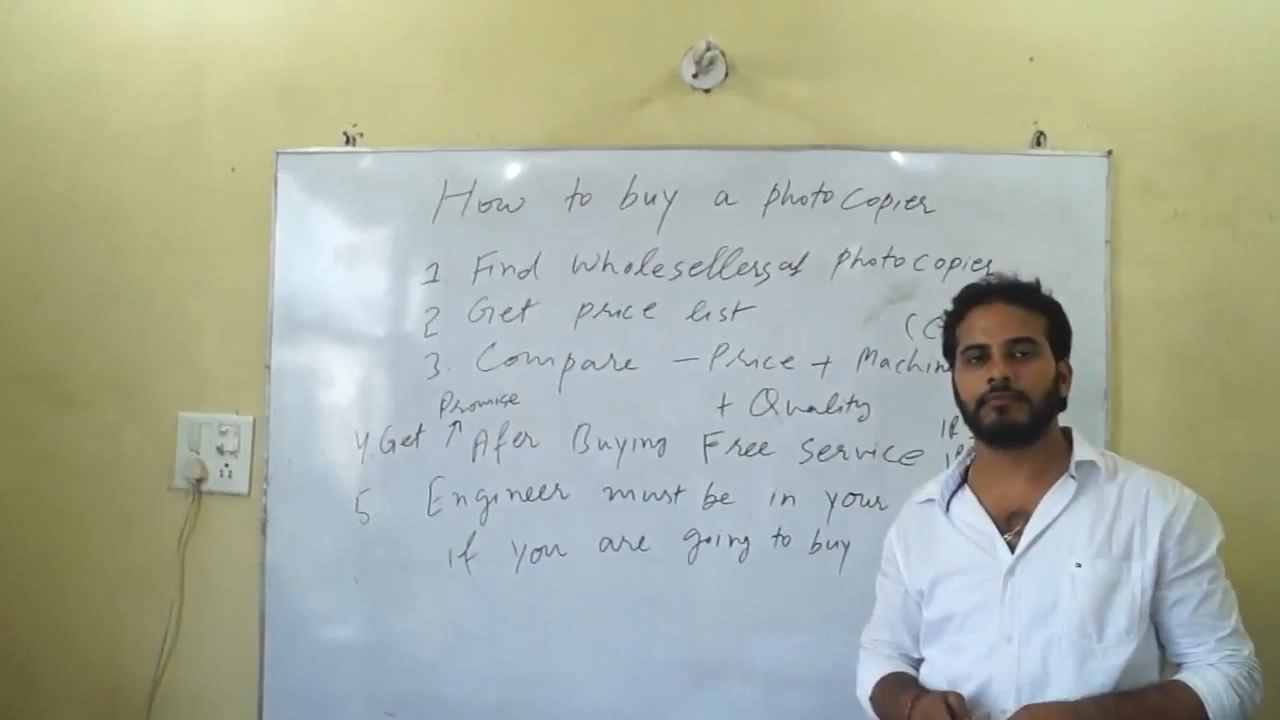 How to buy a photocopier
1 Find Wholesellers of photocopier
2 Get price list
(C
3. Compare – Price + Machin
+ Quality
Promise
4. Get ↑ Afer Buying Free Service
5 Engineer must be in your
if you are going to buy